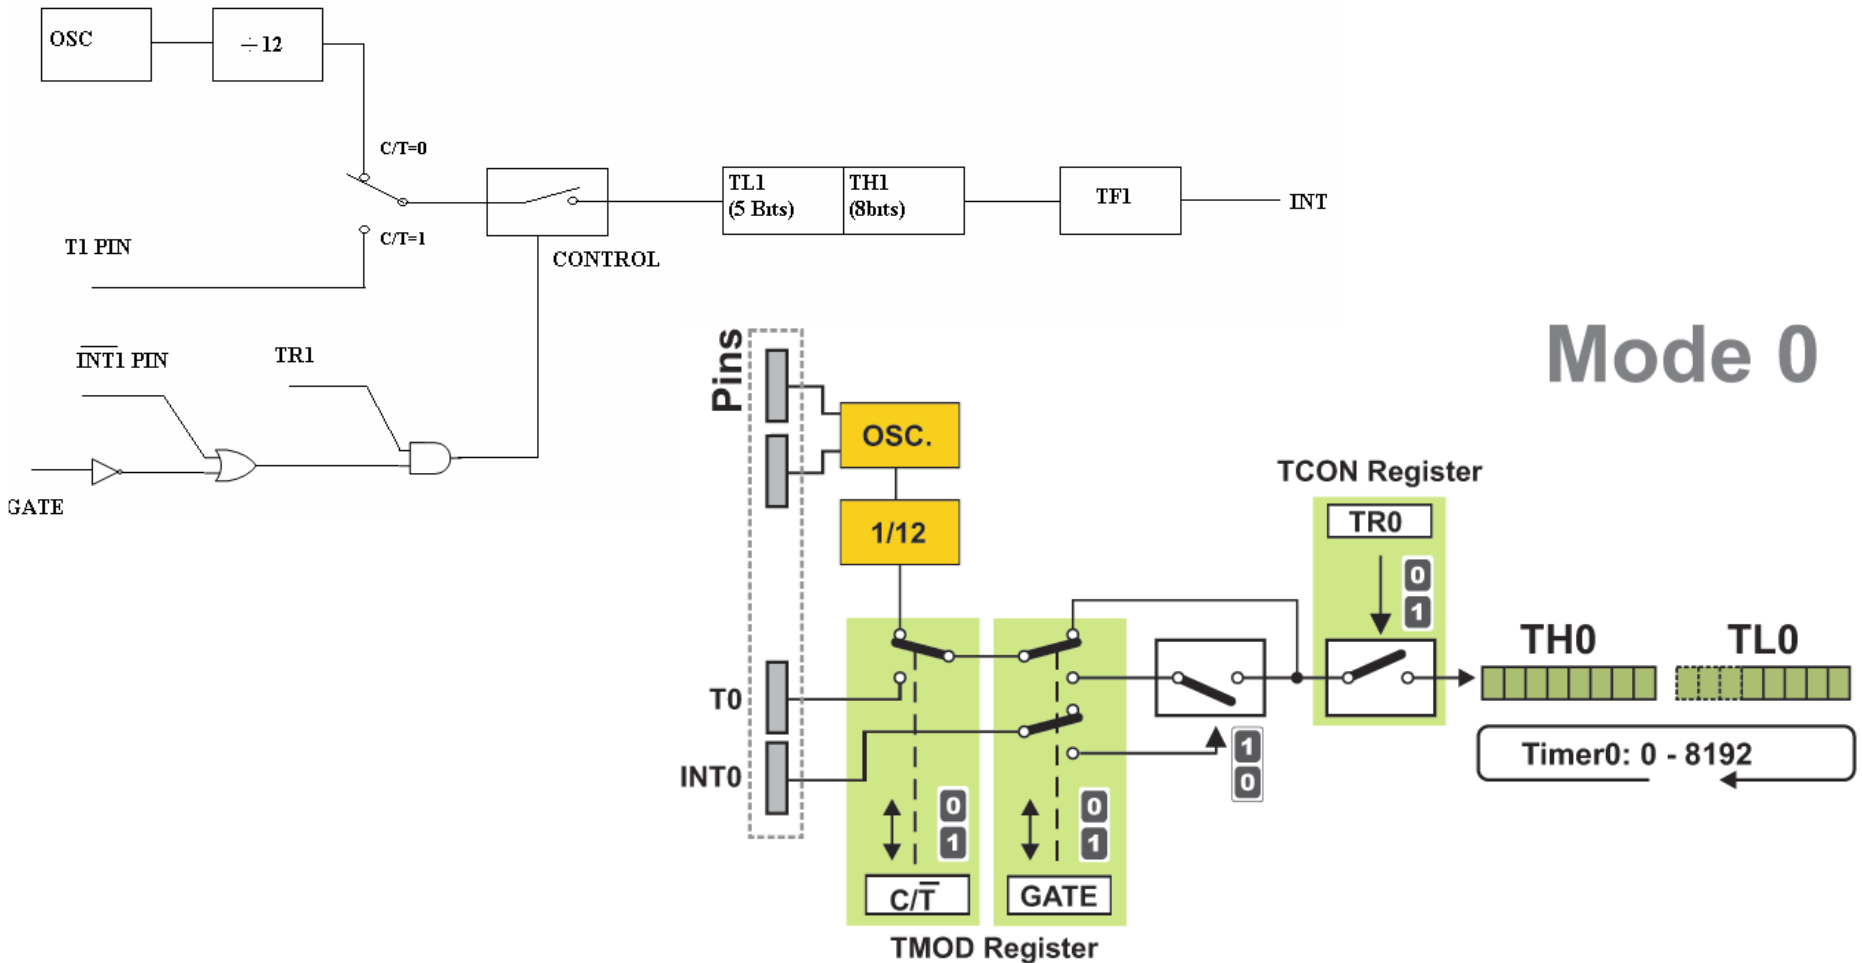 OSC
÷12
C/T=0
TL1
(5 Bits)
TH1
(8bits)
TF1
INT
C/T=1
T1 PIN
CONTROL
INT1 PIN
TR1
GATE
Mode 0
Pins
OSC.
1/12
TCON Register
TR0
0
1
TH0
TL0
T0
INT0
1
0
Timer0: 0 - 8192
0
1
0
1
C/T
GATE
TMOD Register